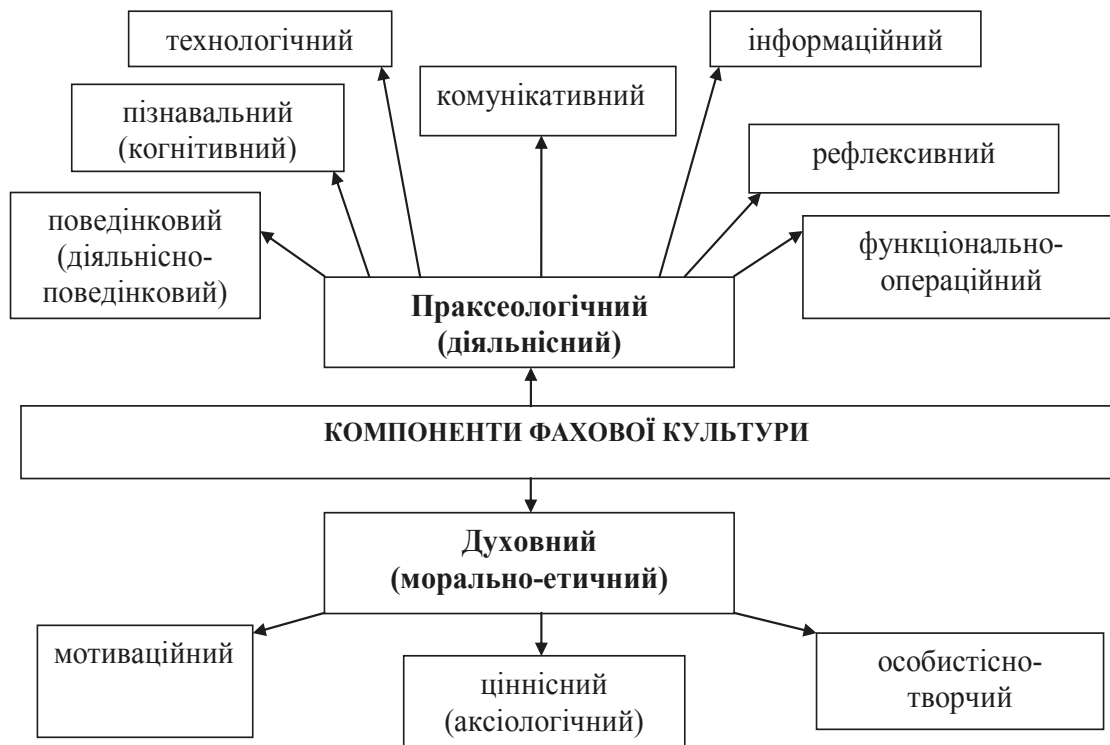 технологічний
інформаційний
комунікативний
пізнавальний
(когнітивний)
рефлексивний
поведінковий
(діяльнісно-
поведінковий)
функціонально-
операційний
Праксеологічний
(діяльнісний)
КОМПОНЕНТИ ФАХОВОЇ КУЛЬТУРИ
Духовний
(морально-етичний)
мотиваційний
ціннісний
(аксіологічний)
особистісно-
творчий